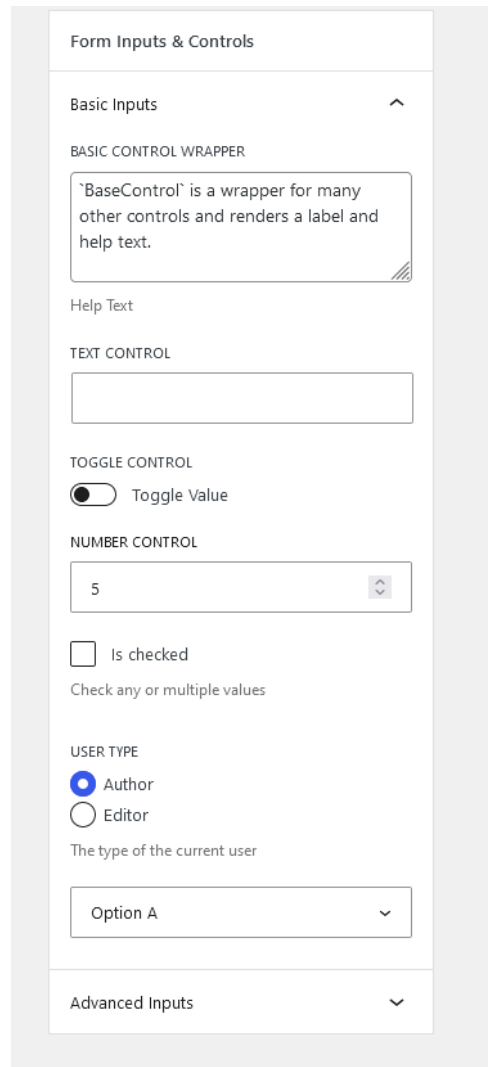 Form Inputs & Controls
Basic Inputs
BASIC CONTROL WRAPPER
`BaseControl` is a wrapper for many
other controls and renders a label and
help text.
Help Text
TEXT CONTROL
TOGGLE CONTROL
Toggle Value
NUMBER CONTROL
5
Is checked
Check any or multiple values
USER TYPE
Author
Editor
The type of the current user
Option A
Advanced Inputs